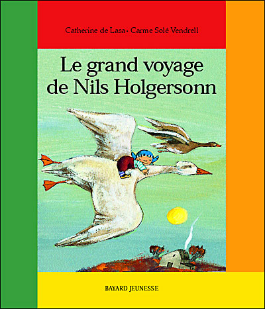 Catherine de Lasa • Carme Solé Vendrell
Le grand voyage
de Nils Holgersonn
BAYARD JEUNESSE